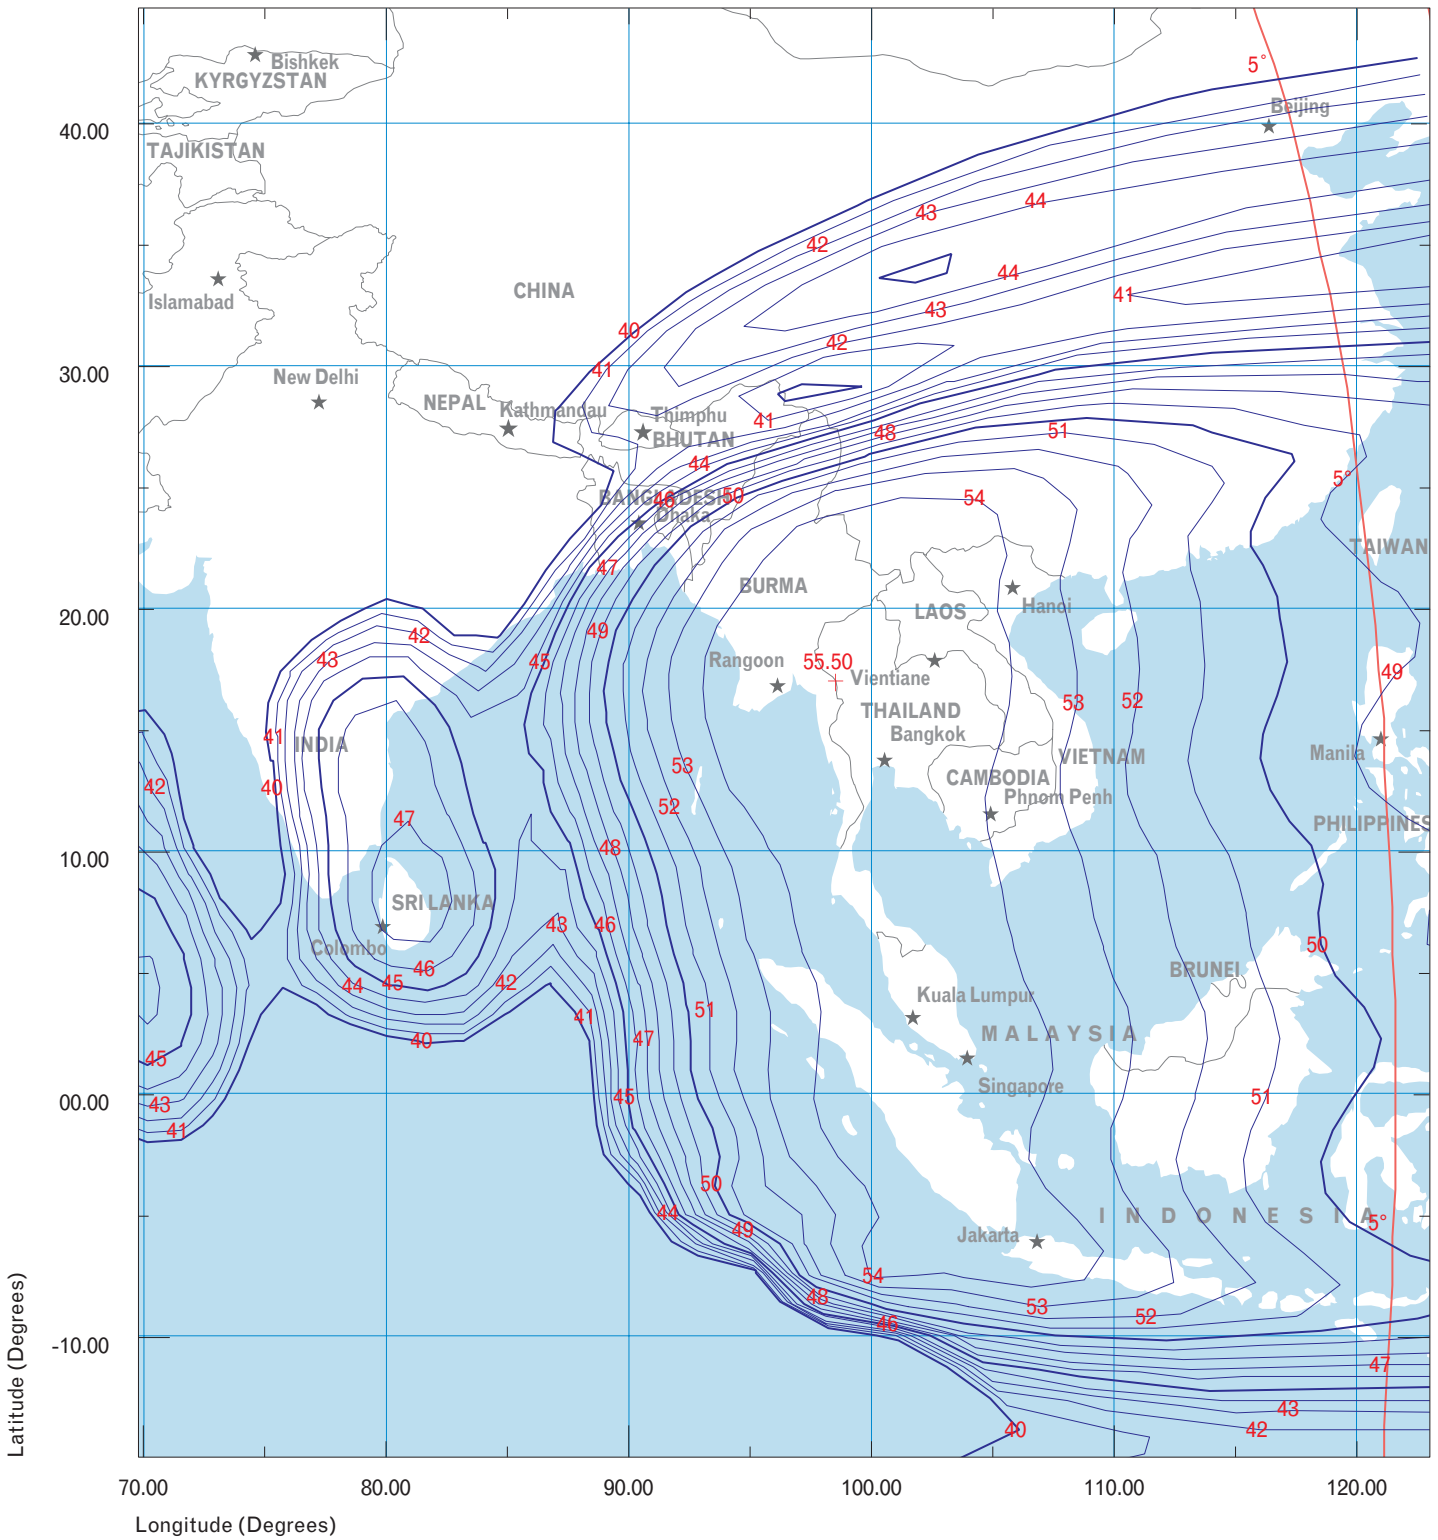 5°
Bishkek
KYRGYZSTAN
Beijing
40.00
TAJIKISTAN
44
43
42
44
Islamabad
CHINA
41
43
40
42
30.00
41
New Delhi
NEPAL
Kathmandau
Thimphu
41
BHUTAN
48
51
44
5°
BANGLADESH
46
50
54
Dhaka
TAIWAN
47
BURMA
Hanoi
20.00
LAOS
49
42
43
45
Rangoon
55.50
Vientiane
49
53
52
THAILAND
Bangkok
41
INDIA
Manila
VIETNAM
53
CAMBODIA
42
40
Phnom Penh
52
47
PHILIPPINES
10.00
48
SRI LANKA
43
46
Colombo
50
46
BRUNEI
44
45
42
Kuala Lumpur
51
41
MALAYSIA
40
47
45
Singapore
00.00
43
45
51
41
50
44
INDONESIA
5°
49
Jakarta
54
48
53
52
46
-10.00
47
43
40
42
70.00
80.00
90.00
100.00
110.00
120.00
Latitude (Degrees)
Longitude (Degrees)